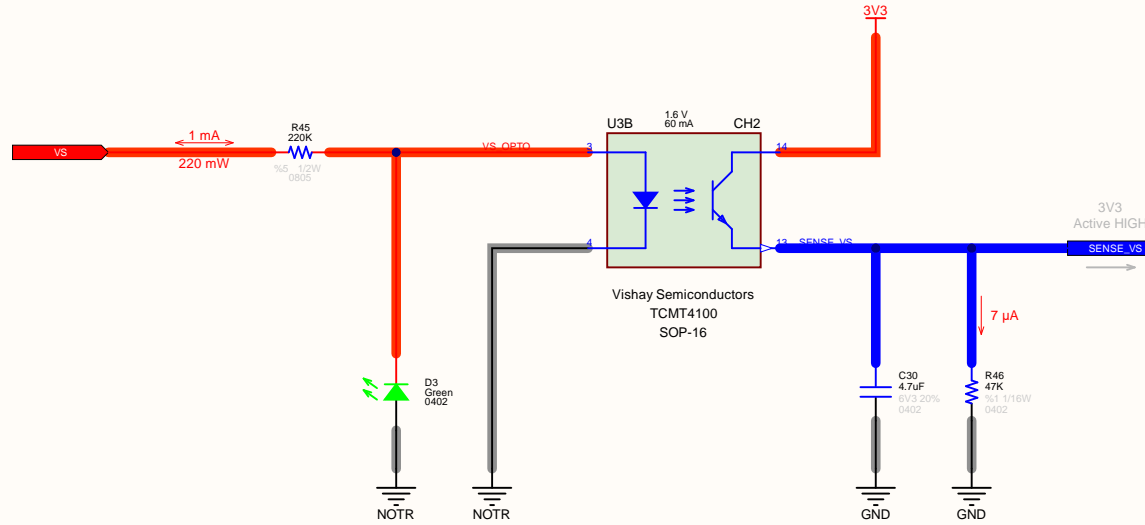 3V3
VS
1 mA
220 mW
R45
220K
%5 1/2W
0805
VS_OPTO
U3B
1.6 V
60 mA
CH2
3
14
4
13
SENSE_VS
3V3
Active HIGH
SENSE_VS
Vishay Semiconductors
TCMT4100
SOP-16
7 µA
D3
Green
0402
C30
4.7uF
6V3 20%
0402
R46
47K
%1 1/16W
0402
NOTR
NOTR
GND
GND